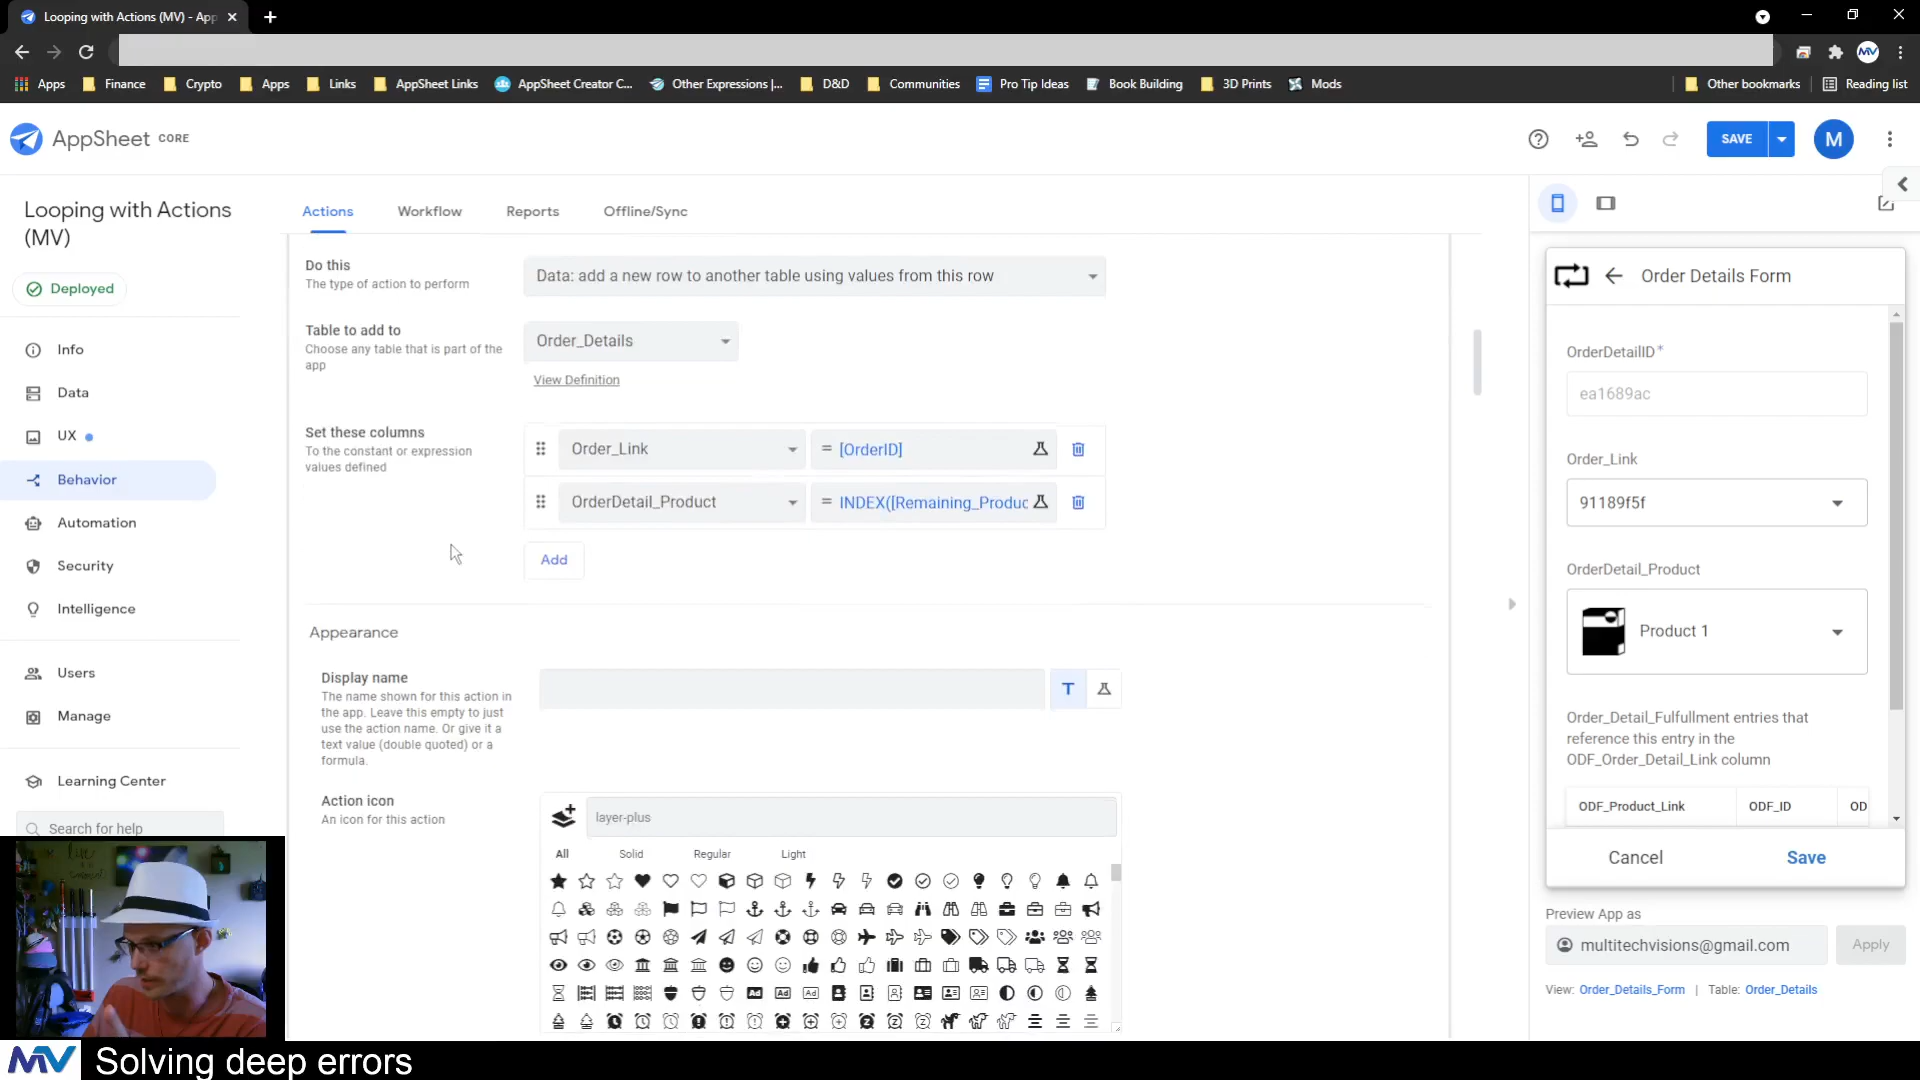 Looping with Actions (MV) - App
Apps
Finance
Crypto
Apps
Links
AppSheet Links
AppSheet Creator C...
Other Expressions |...
D&D
Communities
Pro Tip Ideas
Book Building
3D Prints
Mods
Other bookmarks
Reading list
AppSheet CORE
SAVE
M
Looping with Actions
(MV)
Deployed
Info
Data
UX
Behavior
Automation
Security
Intelligence
Users
Manage
Learning Center
Search for help
Actions
Workflow
Reports
Offline/Sync
Do this
The type of action to perform
Data: add a new row to another table using values from this row
Table to add to
Choose any table that is part of the
app
Order_Details
View Definition
Set these columns
To the constant or expression
values defined
Order_Link
= [OrderID]
OrderDetail_Product
= INDEX([Remaining_Produc
Add
Appearance
Display name
The name shown for this action in
the app. Leave this empty to just
use the action name. Or give it a
text value (double quoted) or a
formula.
T
Action icon
An icon for this action
layer-plus
All
Solid
Regular
Light
Order Details Form
OrderDetailID*
ea1689ac
Order_Link
91189f5f
OrderDetail_Product
Product 1
Order_Detail_Fulfullment entries that
reference this entry in the
ODF_Order_Detail_Link column
ODF_Product_Link
ODF_ID
OD
Cancel
Save
Preview App as
multitechvisions@gmail.com
Apply
View: Order_Details_Form | Table: Order_Details
MV Solving deep errors